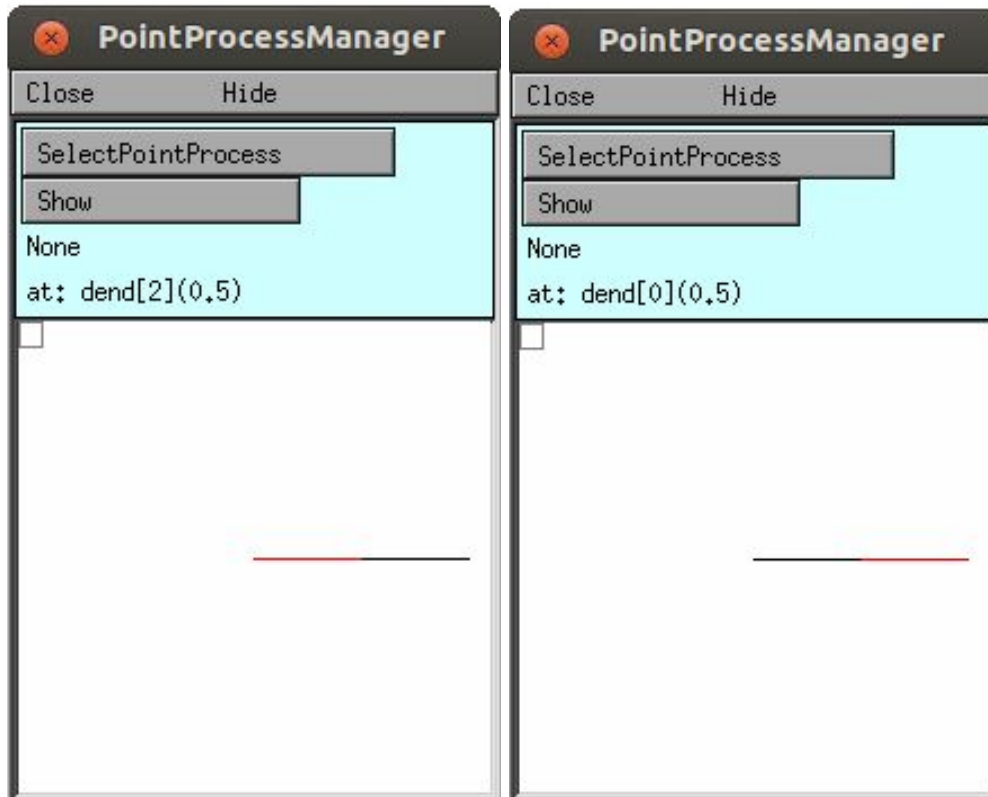 PointProcessManager
Close Hide
SelectPointProcess
Show
None
at: dend[2](0.5)
PointProcessManager
Close Hide
SelectPointProcess
Show
None
at: dend[0](0.5)